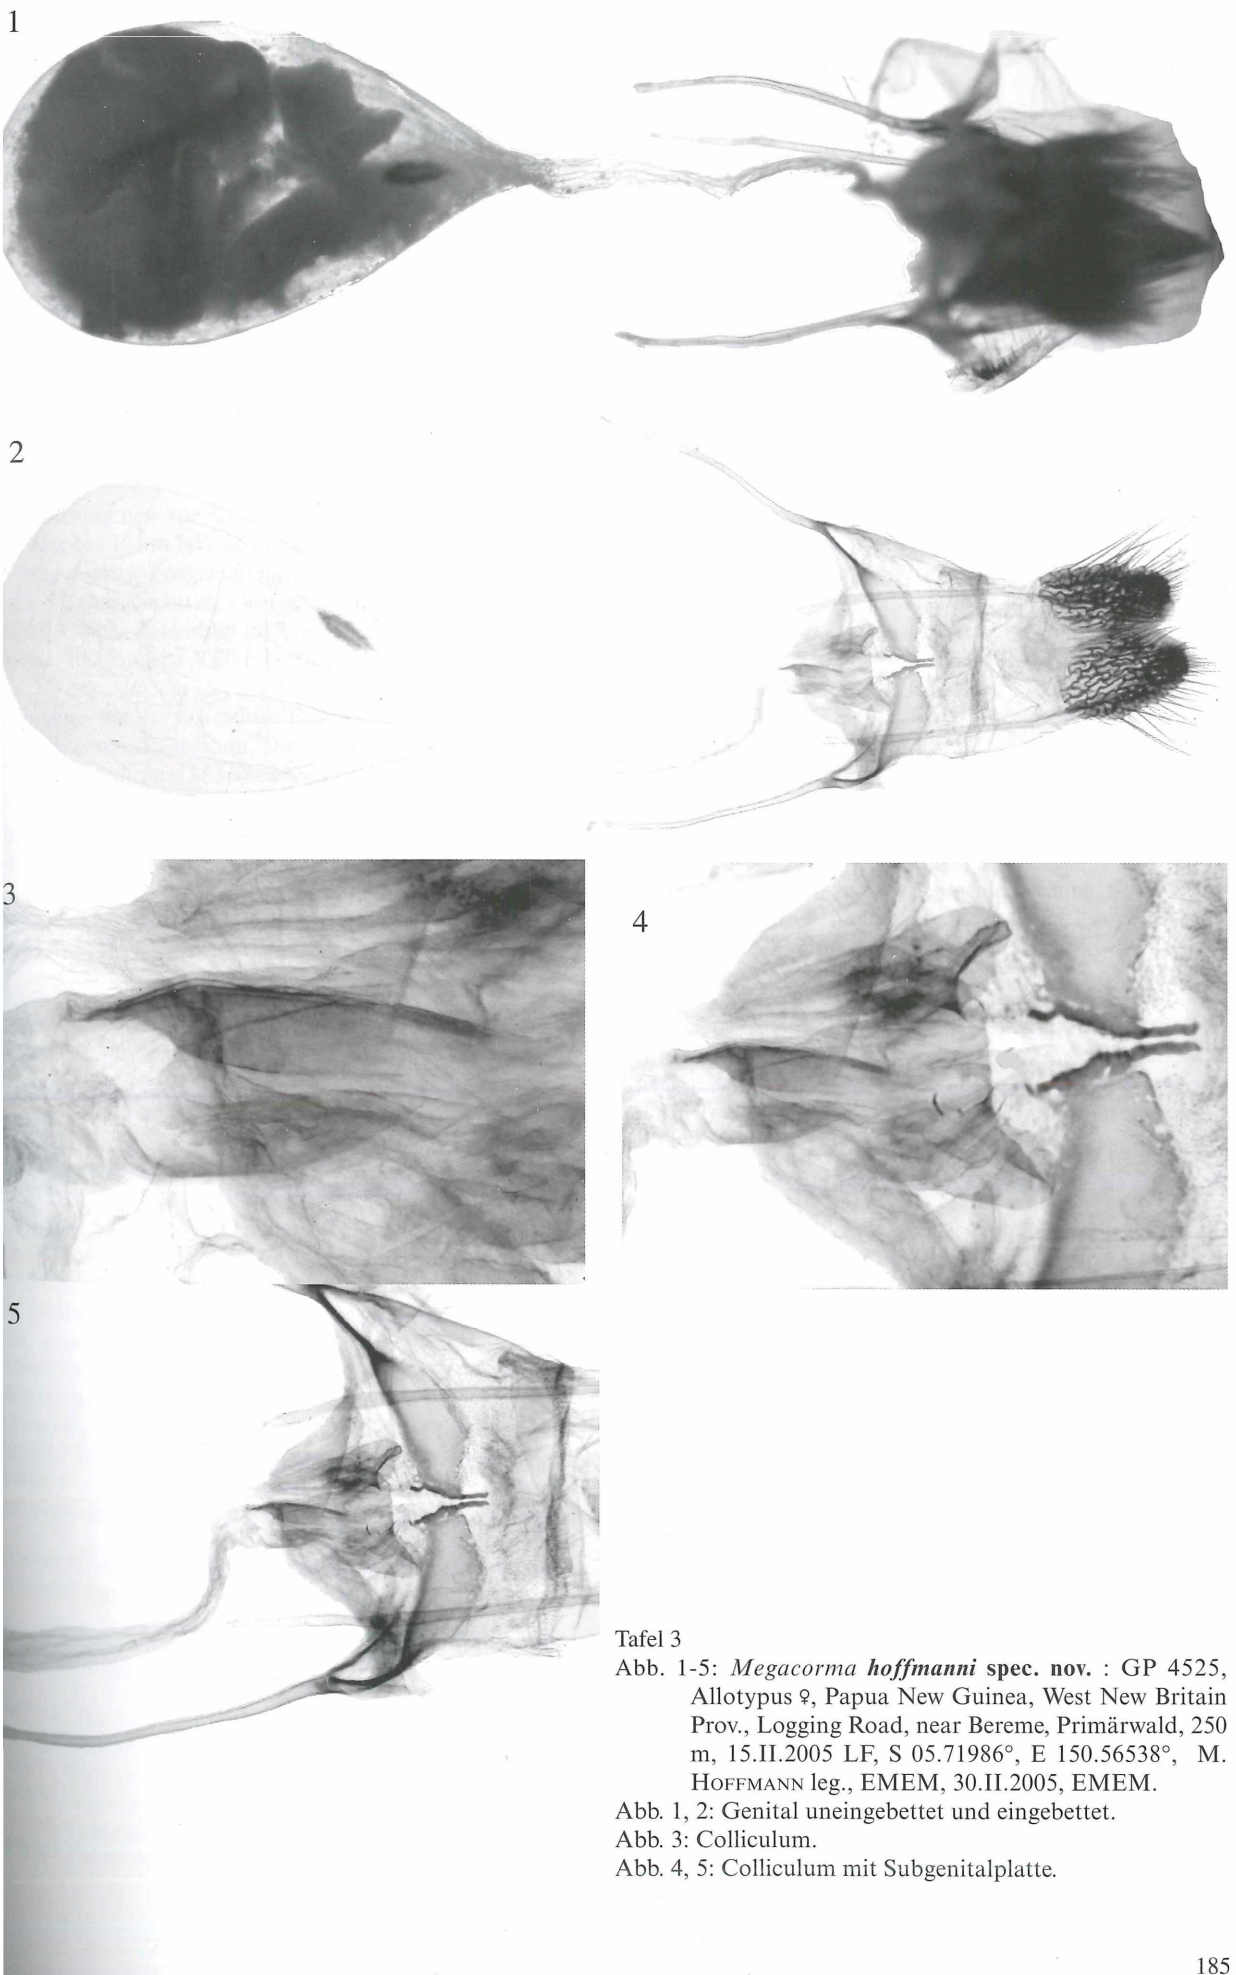 1
2
3
4
5
Tafel 3
Abb. 1-5: Megacorma hoffmanni spec. nov. : GP 4525,
Allotypus ♀, Papua New Guinea, West New Britain
Prov., Logging Road, near Bereme, Primärwald, 250
m, 15.II.2005 LF, S 05.71986°, E 150.56538°, M.
HOFFMANN leg., EMEM, 30.II.2005, EMEM.
Abb. 1, 2: Genital uneingebettet und eingebettet.
Abb. 3: Colliculum.
Abb. 4, 5: Colliculum mit Subgenitalplatte.
185